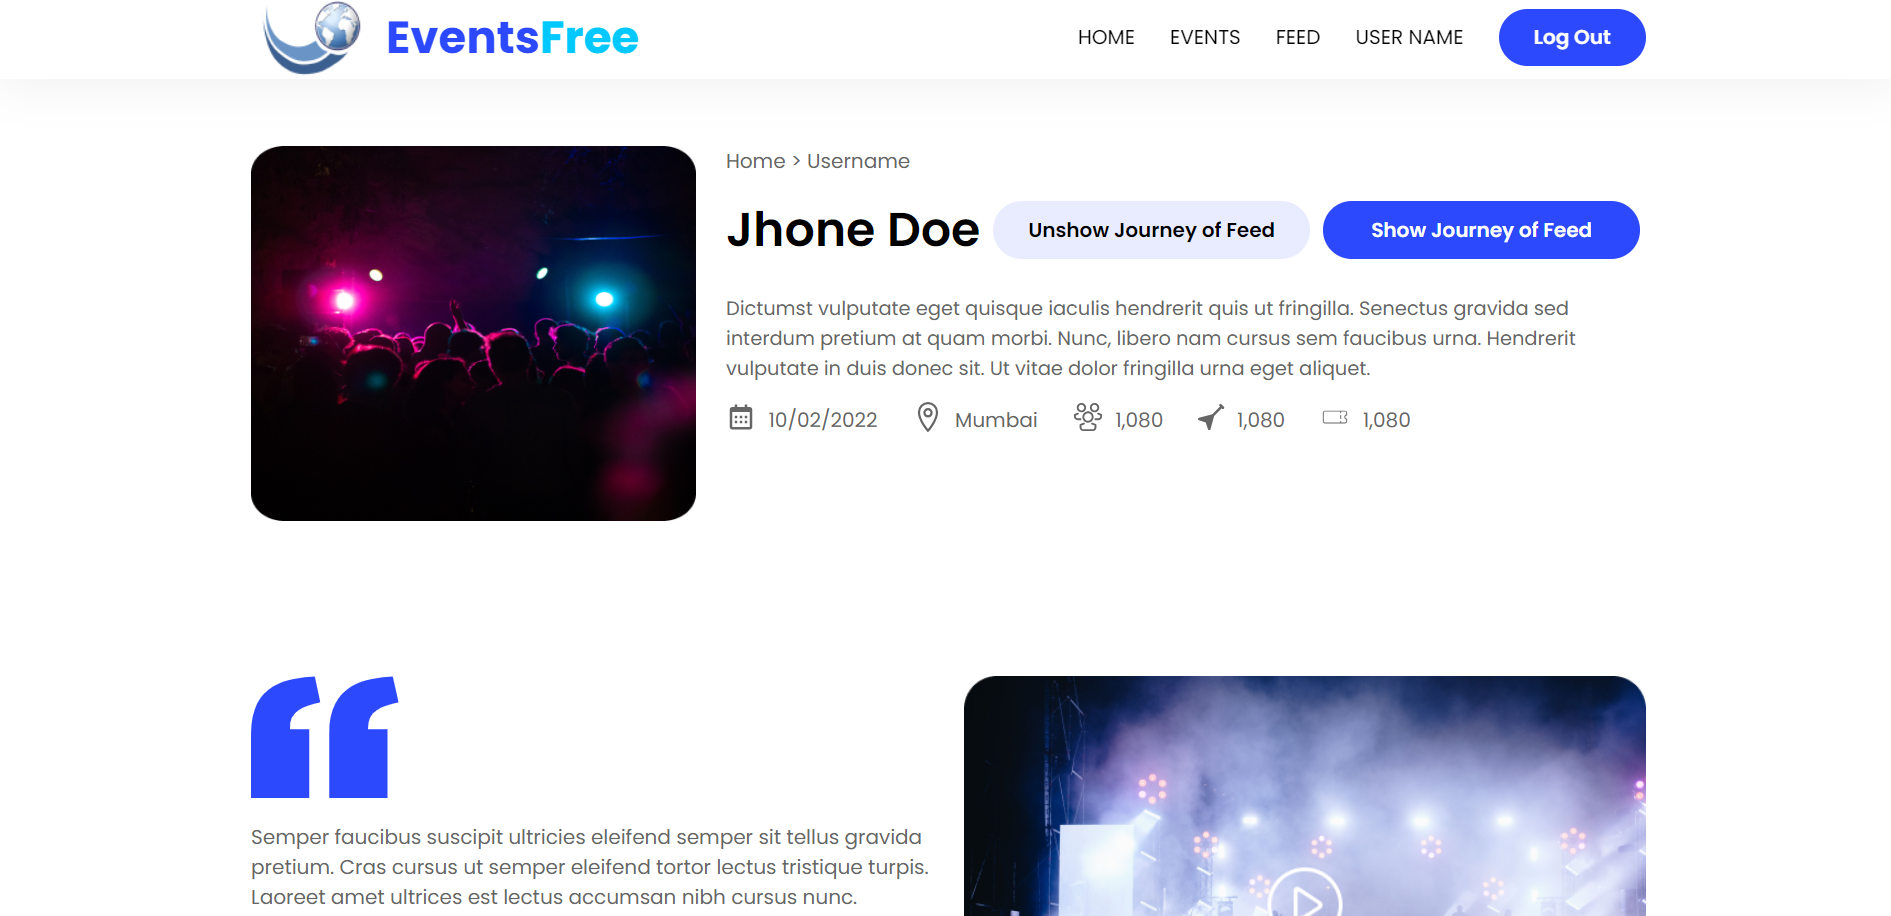 EventsFree
HOME
EVENTS
FEED
USER NAME
Log Out
Home > Username
Jhone Doe
Unshow Journey of Feed
Show Journey of Feed
Dictumst vulputate eget quisque iaculis hendrerit quis ut fringilla. Senectus gravida sed
interdum pretium at quam morbi. Nunc, libero nam cursus sem faucibus urna. Hendrerit
vulputate in duis donec sit. Ut vitae dolor fringilla urna eget aliquet.
10/02/2022
Mumbai
1,080
1,080
1,080
Semper faucibus suscipit ultricies eleifend semper sit tellus gravida
pretium. Cras cursus ut semper eleifend tortor lectus tristique turpis.
Laoreet amet ultrices est lectus accumsan nibh cursus nunc.